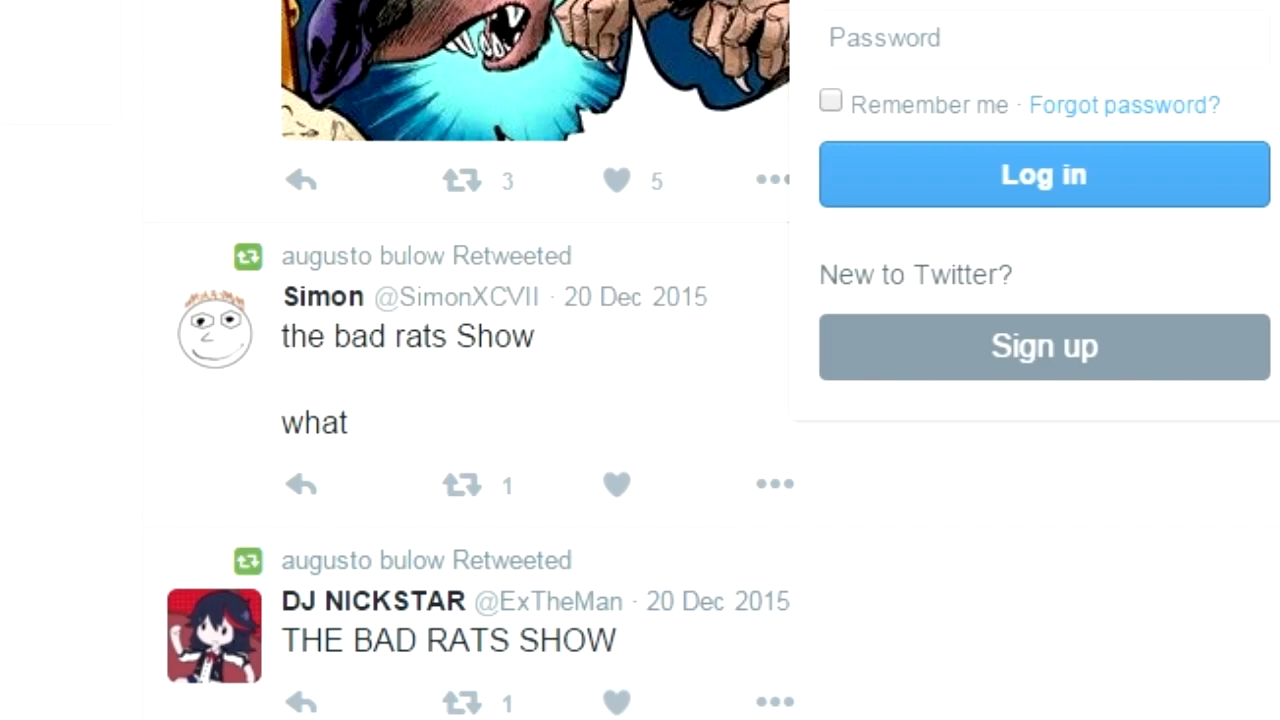 Password
Remember me · Forgot password?
Log in
New to Twitter?
Sign up
3 5
augusto bulow Retweeted
Simon @SimonXCVII · 20 Dec 2015
the bad rats Show
what
1
augusto bulow Retweeted
DJ NICKSTAR @ExTheMan · 20 Dec 2015
THE BAD RATS SHOW
1